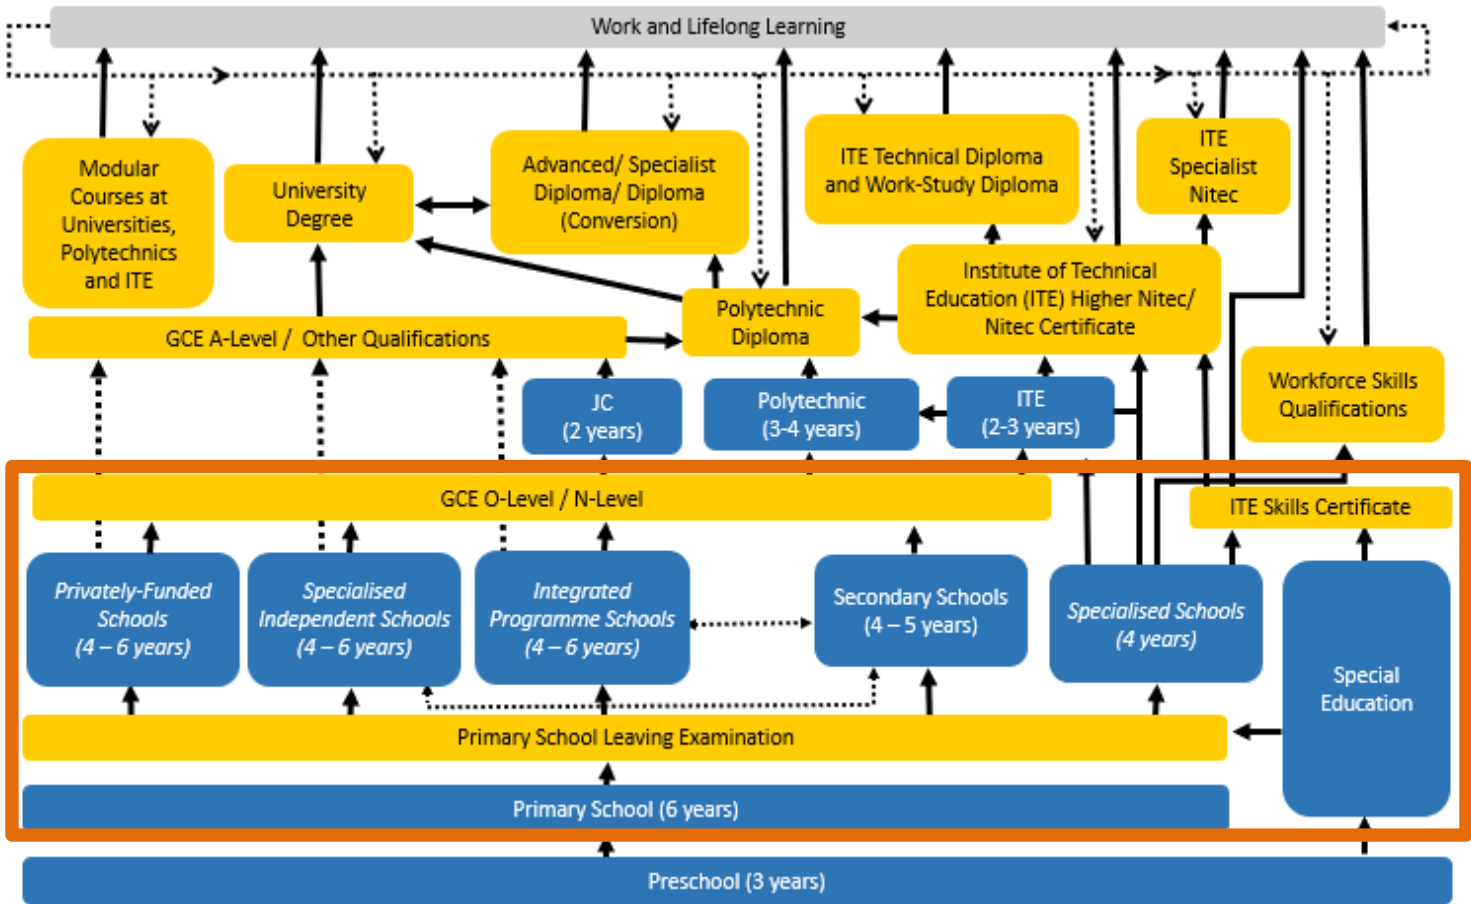 Work and Lifelong Learning
Modular
Courses at
Universities,
Polytechnics
and ITE
University
Degree
Advanced/ Specialist
Diploma/ Diploma
(Conversion)
ITE Technical Diploma
and Work-Study Diploma
ITE
Specialist
Nitec
Institute of Technical
Education (ITE) Higher Nitec/
Nitec Certificate
Polytechnic
Diploma
GCE A-Level / Other Qualifications
JC
(2 years)
Polytechnic
(3-4 years)
ITE
(2-3 years)
Workforce Skills
Qualifications
GCE O-Level / N-Level
ITE Skills Certificate
Privately-Funded
Schools
(4 – 6 years)
Specialised
Independent Schools
(4 – 6 years)
Integrated
Programme Schools
(4 – 6 years)
Secondary Schools
(4 – 5 years)
Specialised Schools
(4 years)
Special
Education
Primary School Leaving Examination
Primary School (6 years)
Preschool (3 years)